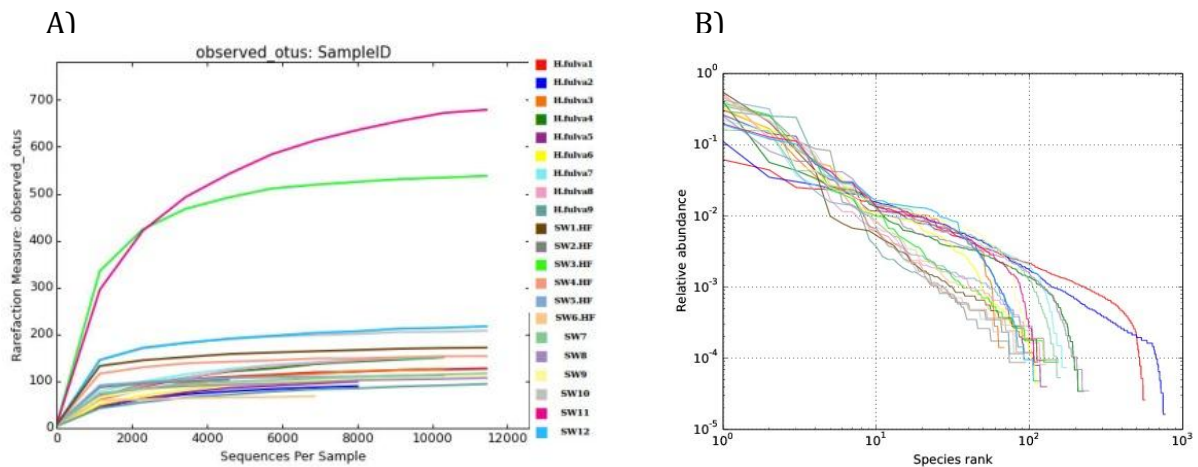 A)
observed_otus: SampleID
Rarefaction Measure: observed_otus
700
600
500
400
300
200
100
0
0
2000
4000
6000
8000
10000
12000
Sequences Per Sample
H.fulva1
H.fulva2
H.fulva3
H.fulva4
H.fulva5
H.fulva6
H.fulva7
H.fulva8
H.fulva9
SW1.HF
SW2.HF
SW3.HF
SW4.HF
SW5.HF
SW6.HF
SW7
SW8
SW9
SW10
SW11
SW12
B)
Relative abundance
10⁰
10⁻¹
10⁻²
10⁻³
10⁻⁴
10⁻⁵
10⁰
10¹
10²
10³
Species rank